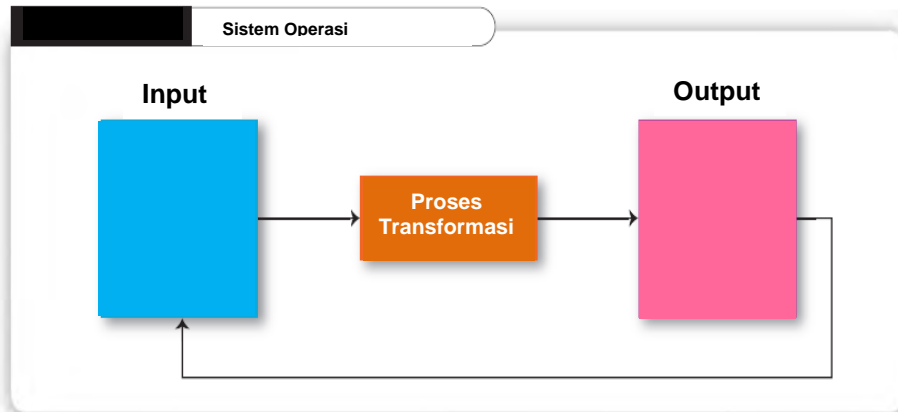 Sistem Operasi
Input
Output
Proses
Transformasi